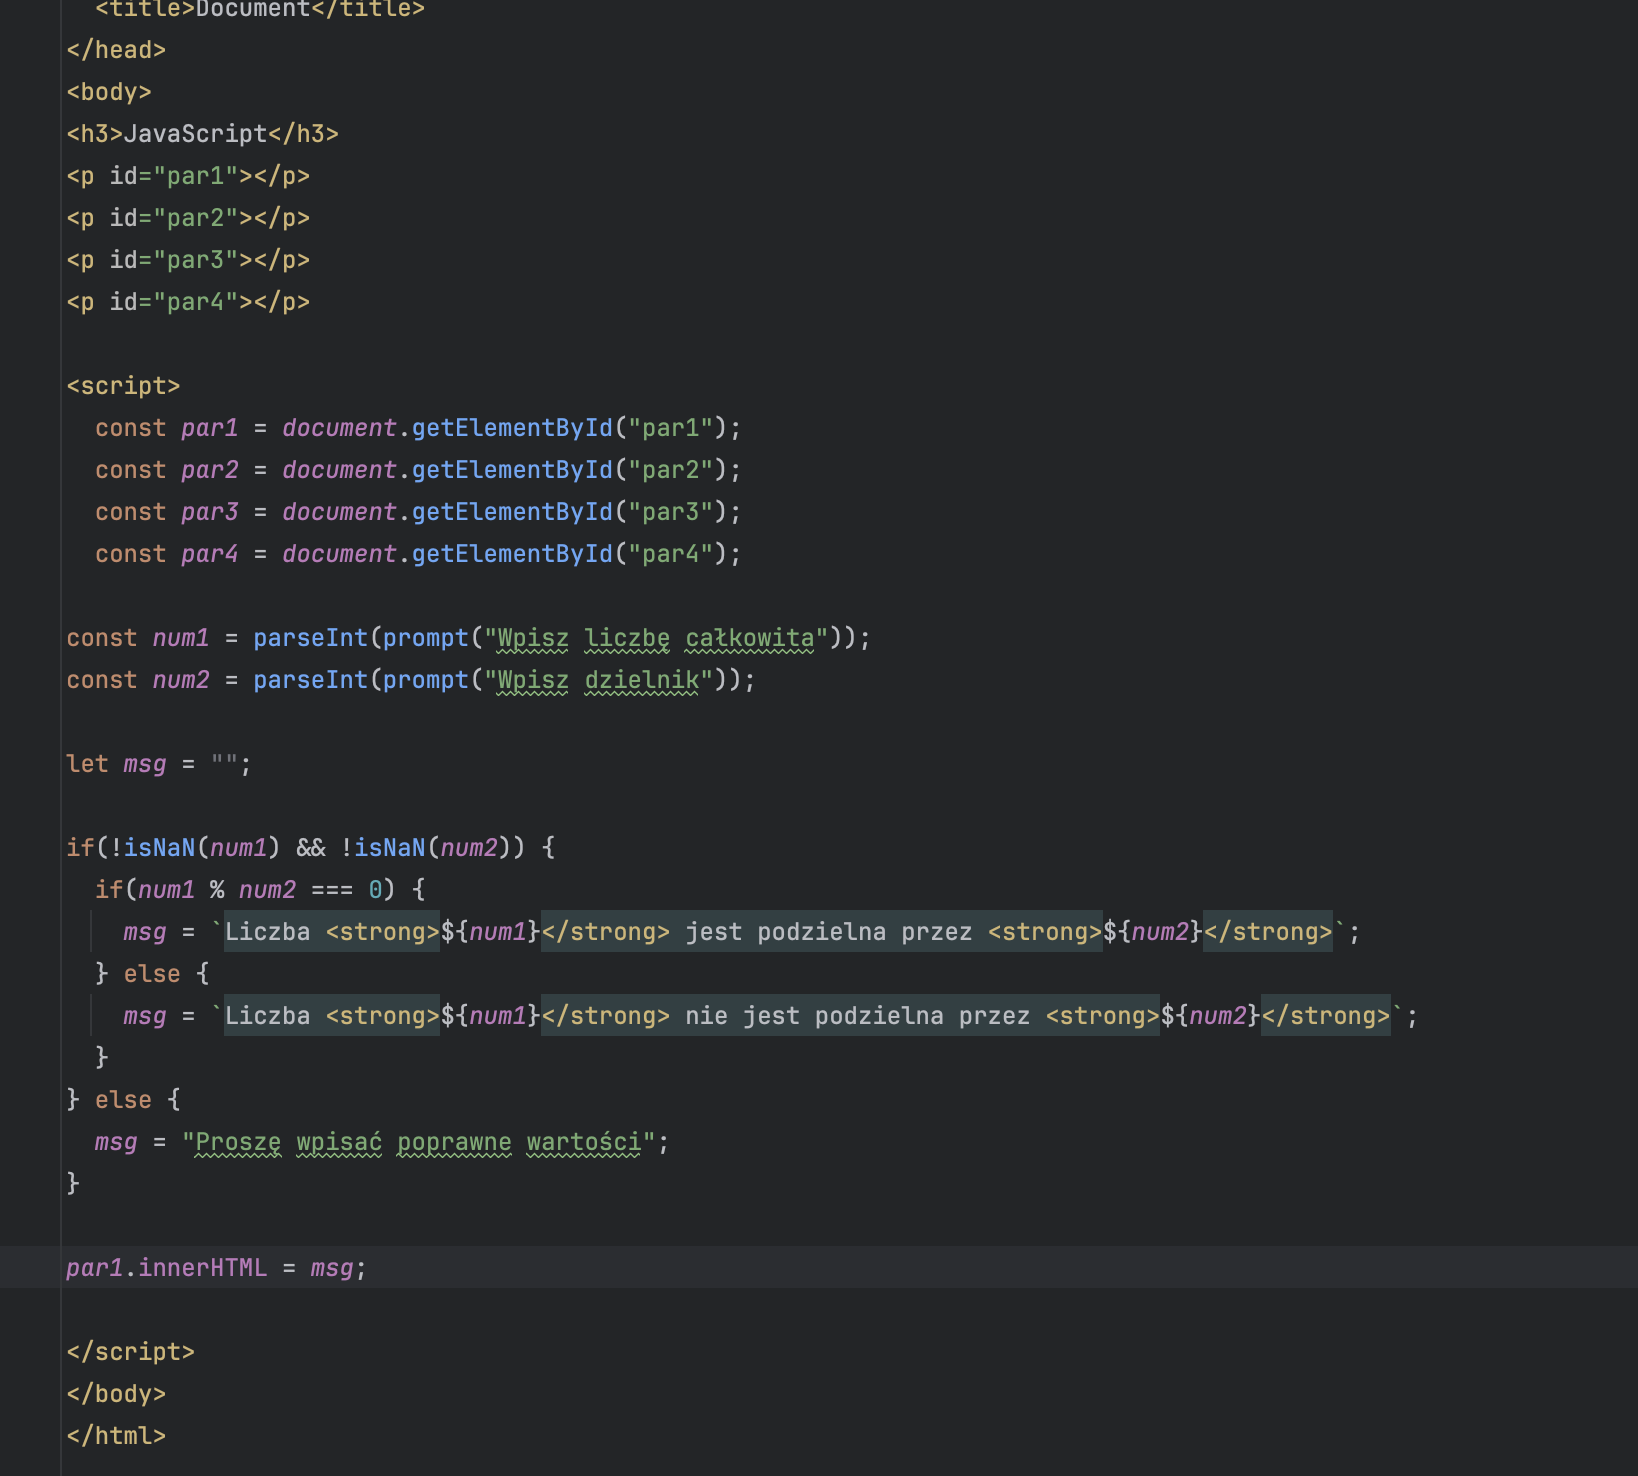 <title>Document</title>
</head>
<body>
<h3>JavaScript</h3>
<p id="par1"></p>
<p id="par2"></p>
<p id="par3"></p>
<p id="par4"></p>
<script>
const par1 = document.getElementById("par1");
const par2 = document.getElementById("par2");
const par3 = document.getElementById("par3");
const par4 = document.getElementById("par4");
const num1 = parseInt(prompt("Wpisz liczbę całkowita"));
const num2 = parseInt(prompt("Wpisz dzielnik"));
let msg = "";
if(!isNaN(num1) && !isNaN(num2)) {
if(num1 % num2 === 0) {
msg = `Liczba <strong>${num1}</strong> jest podzielna przez <strong>${num2}</strong>`;
} else {
msg = `Liczba <strong>${num1}</strong> nie jest podzielna przez <strong>${num2}</strong>`;
}
} else {
msg = "Proszę wpisać poprawne wartości";
}
par1.innerHTML = msg;
</script>
</body>
</html>